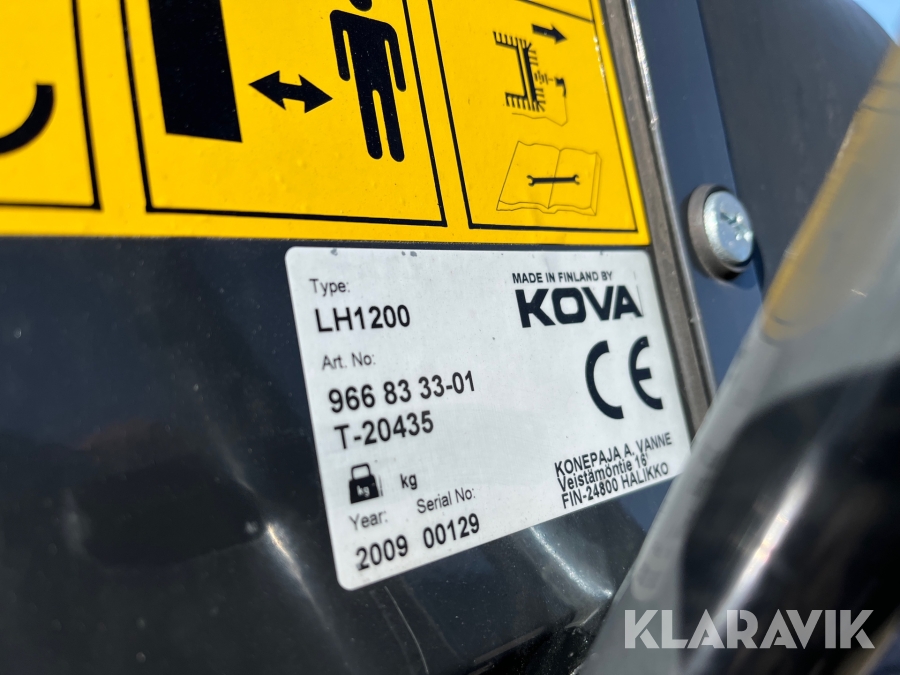 Type:
LH1200
MADE IN FINLAND BY
KOVA
Art. No:
966 83 33-01
T-20435
CE
kg
kg
Year:
Serial No:
2009 00129
KONEPAJA A. VANNE
Veistämöntie 16
FIN-24800 HALIKKO
KLARAVIK